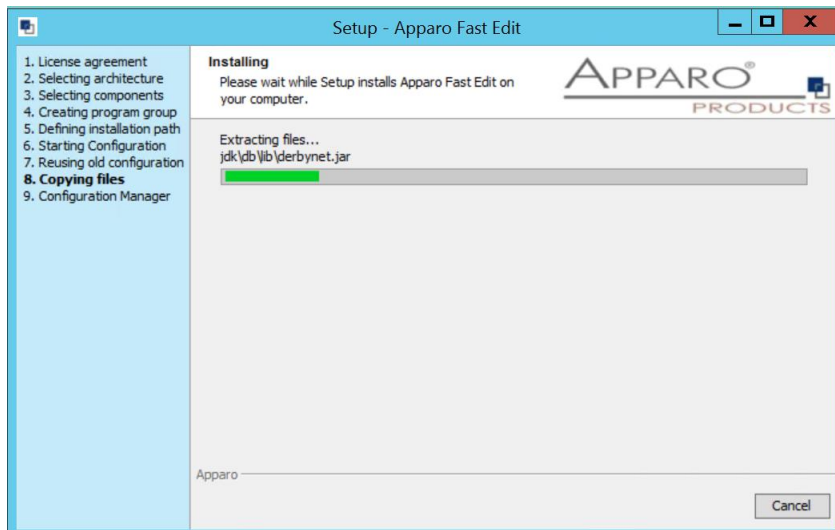 Setup - Apparo Fast Edit
1. License agreement
2. Selecting architecture
3. Selecting components
4. Creating program group
5. Defining installation path
6. Starting Configuration
7. Reusing old configuration
8. Copying files
9. Configuration Manager
Installing
Please wait while Setup installs Apparo Fast Edit on
your computer.
APPARO®
PRODUCTS
Extracting files...
jdk\db\lib\derbynet.jar
Apparo
Cancel